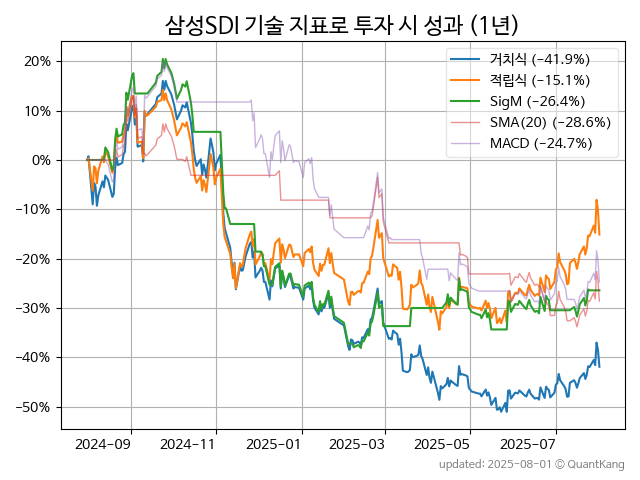 삼성SDI 기술 지표로 투자 시 성과 (1년)
거치식 (−41.9%)
적립식 (−15.1%)
SigM (−26.4%)
SMA(20) (−28.6%)
MACD (−24.7%)
20%
10%
0%
−10%
−20%
−30%
−40%
−50%
2024−09 2024−11 2025−01 2025−03 2025−05 2025−07
updated: 2025-08-01 © QuantKang